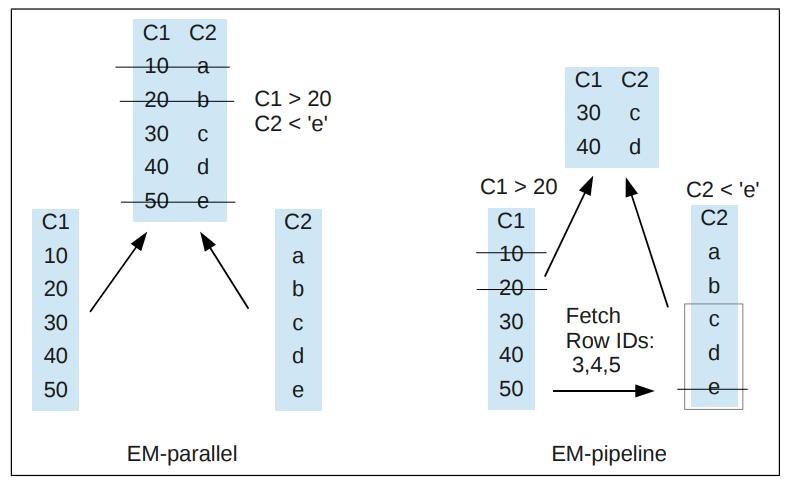 C1 C2
10 a
20 b
30 c
40 d
50 e
C1 > 20
C2 < 'e'
C1
10
20
30
40
50
C2
a
b
c
d
e
EM-parallel
C1 C2
30 c
40 d
C1 > 20
C1
10
20
30
40
50
Fetch
Row IDs:
3,4,5
C2 < 'e'
C2
a
b
c
d
e
EM-pipeline